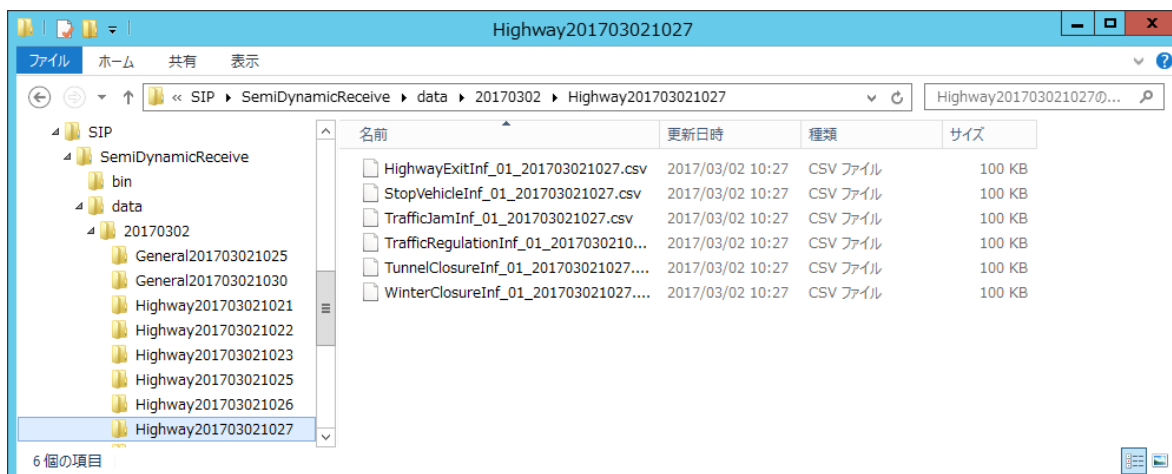 Highway201703021027
ファイル ホーム 共有 表示
« SIP ▸ SemiDynamicReceive ▸ data ▸ 20170302 ▸ Highway201703021027
Highway201703021027の...
SIP
SemiDynamicReceive
bin
data
20170302
General201703021025
General201703021030
Highway201703021021
Highway201703021022
Highway201703021023
Highway201703021025
Highway201703021026
Highway201703021027
名前 更新日時 種類 サイズ
HighwayExitInf_01_201703021027.csv 2017/03/02 10:27 CSV ファイル 100 KB
StopVehicleInf_01_201703021027.csv 2017/03/02 10:27 CSV ファイル 100 KB
TrafficJamInf_01_201703021027.csv 2017/03/02 10:27 CSV ファイル 100 KB
TrafficRegulationInf_01_2017030210... 2017/03/02 10:27 CSV ファイル 100 KB
TunnelClosureInf_01_201703021027.... 2017/03/02 10:27 CSV ファイル 100 KB
WinterClosureInf_01_201703021027.... 2017/03/02 10:27 CSV ファイル 100 KB
6 個の項目